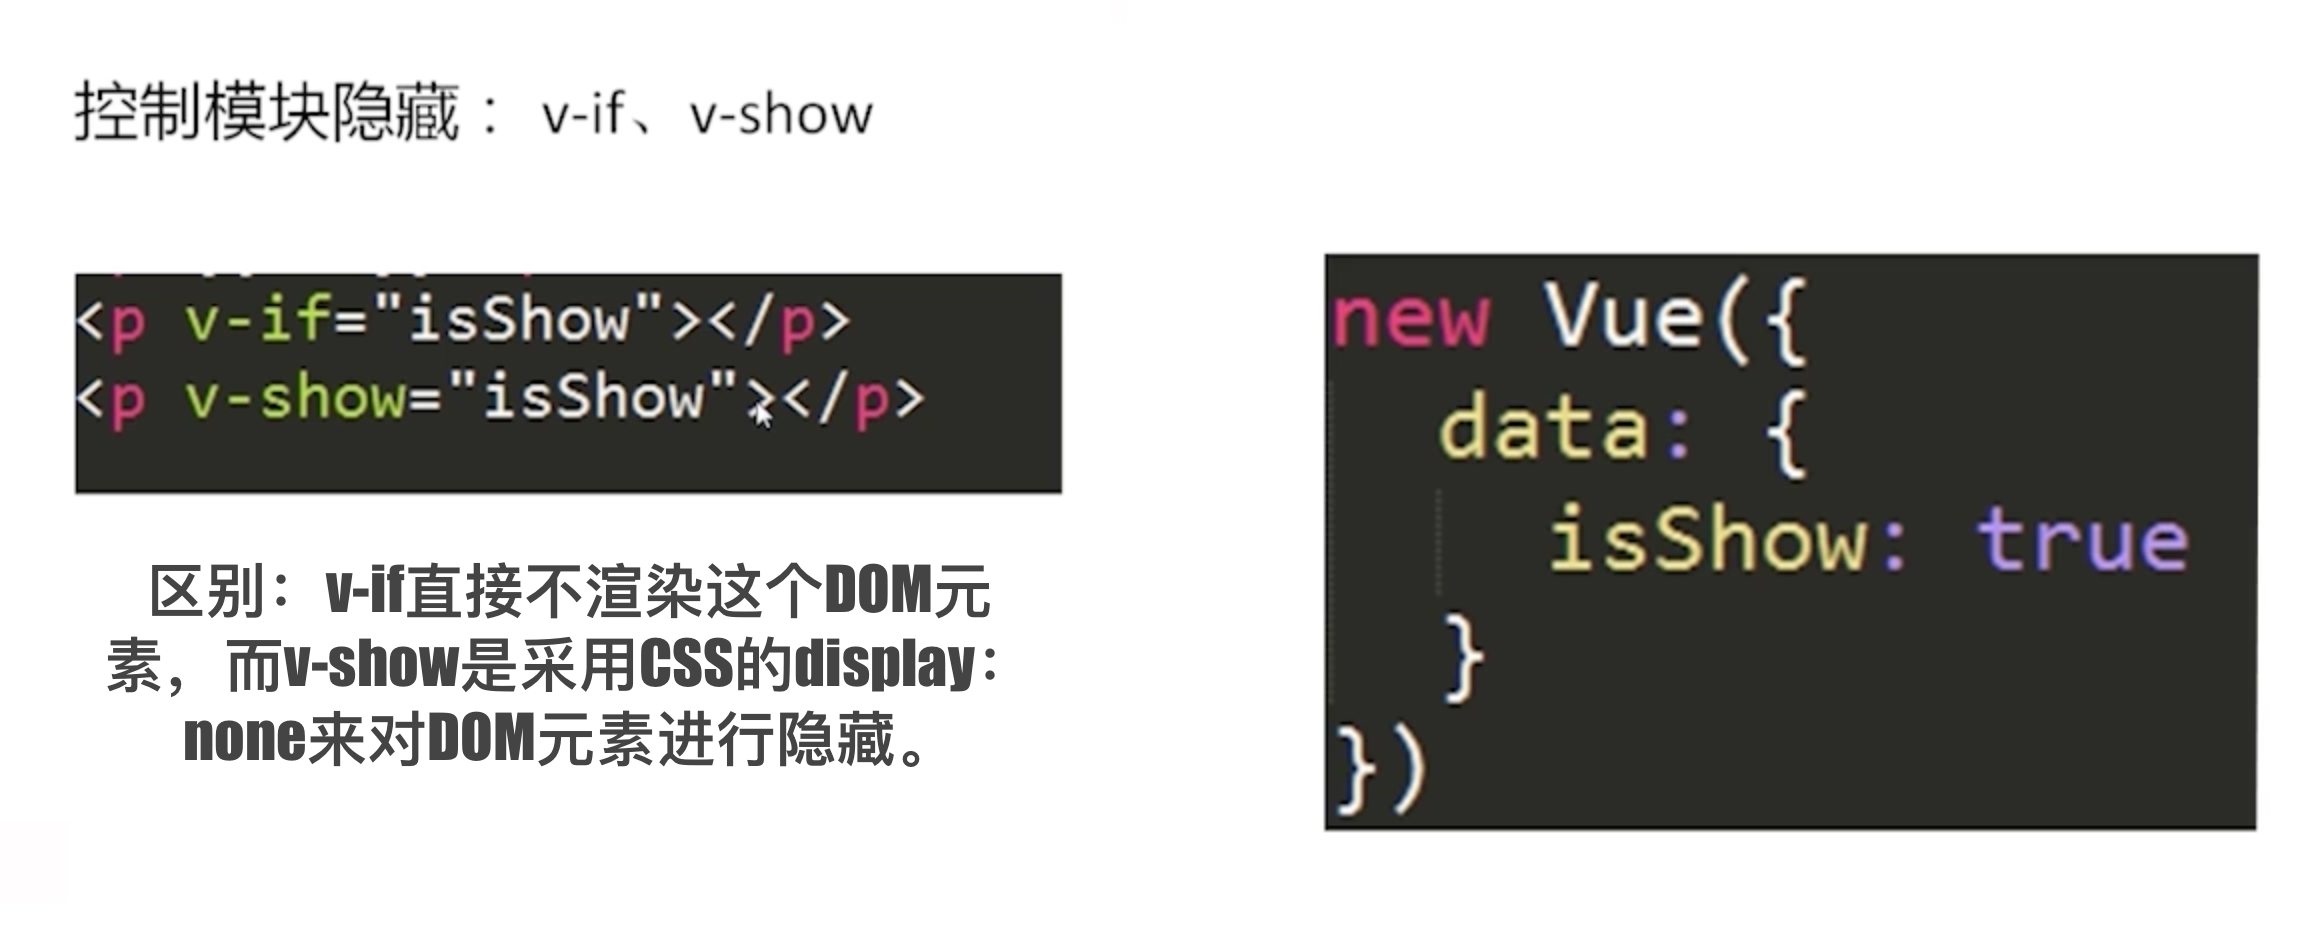 控制模块隐藏： v-if、v-show
<p v-if="isShow"></p>
<p v-show="isShow"></p>
区别：v-if直接不渲染这个DOM元
素，而v-show是采用CSS的display：
none来对DOM元素进行隐藏。
new Vue({
  data: {
    isShow: true
  }
})